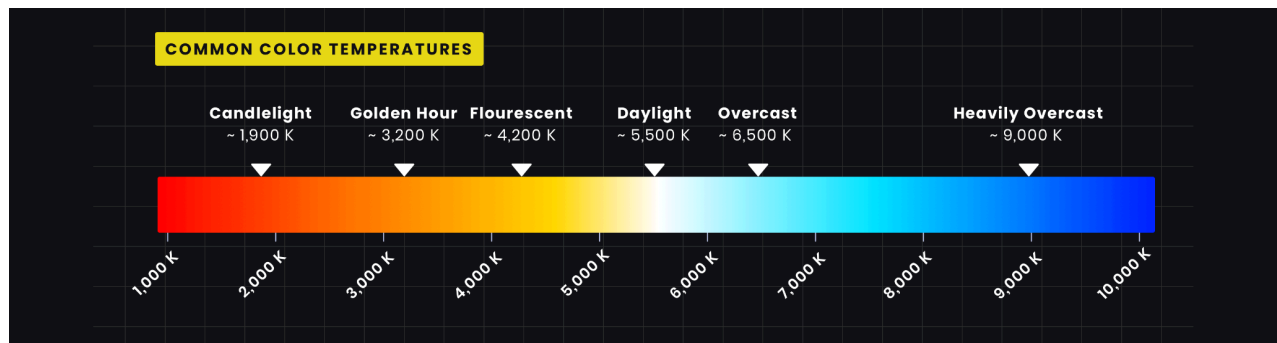 COMMON COLOR TEMPERATURES
Candlelight
~ 1,900 K
Golden Hour
~ 3,200 K
Flourescent
~ 4,200 K
Daylight
~ 5,500 K
Overcast
~ 6,500 K
Heavily Overcast
~ 9,000 K
1,000 K
2,000 K
3,000 K
4,000 K
5,000 K
6,000 K
7,000 K
8,000 K
9,000 K
10,000 K